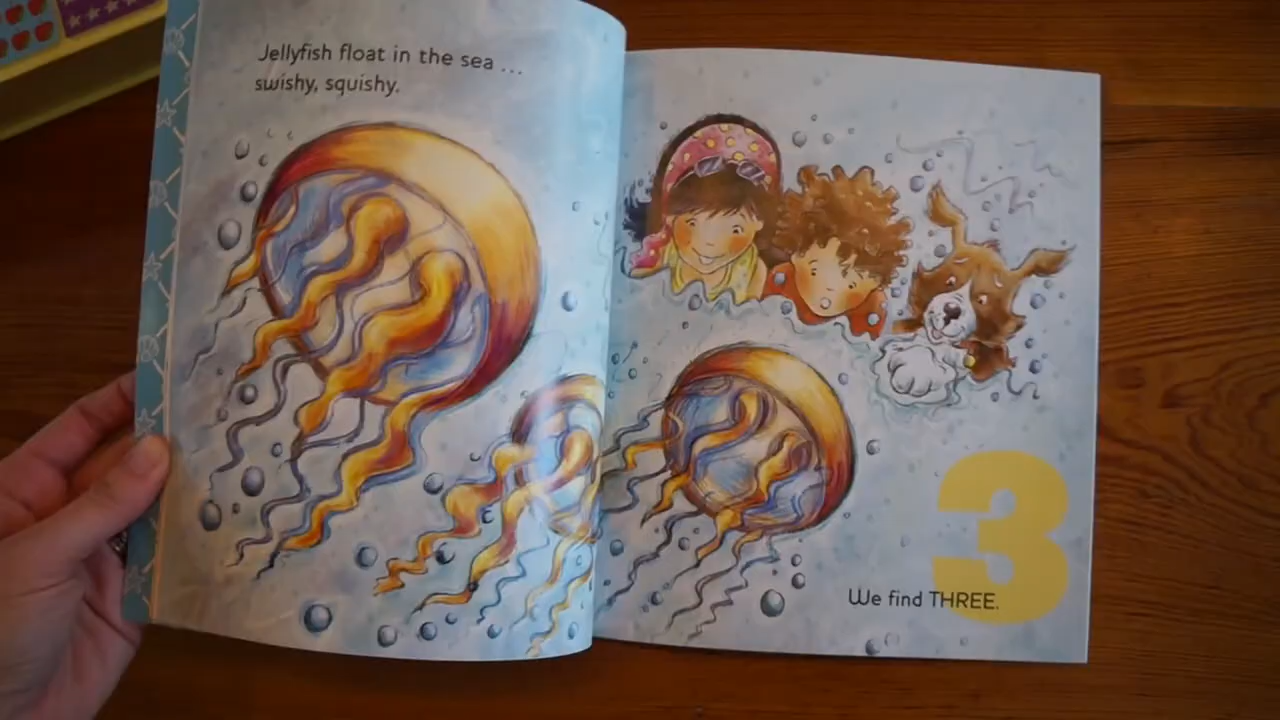 Jellyfish float in the sea ...
swishy, squishy.
3
We find THREE.